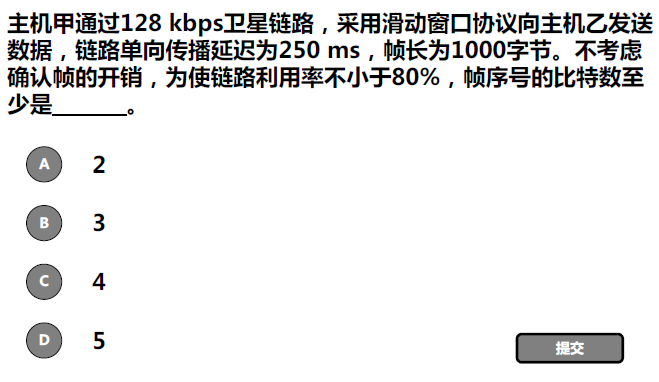 主机甲通过128 kbps卫星链路，采用滑动窗口协议向主机乙发送
数据，链路单向传播延迟为250 ms，帧长为1000字节。不考虑
确认帧的开销，为使链路利用率不小于80%，帧序号的比特数至
少是_______。
A 2
B 3
C 4
D 5
提交